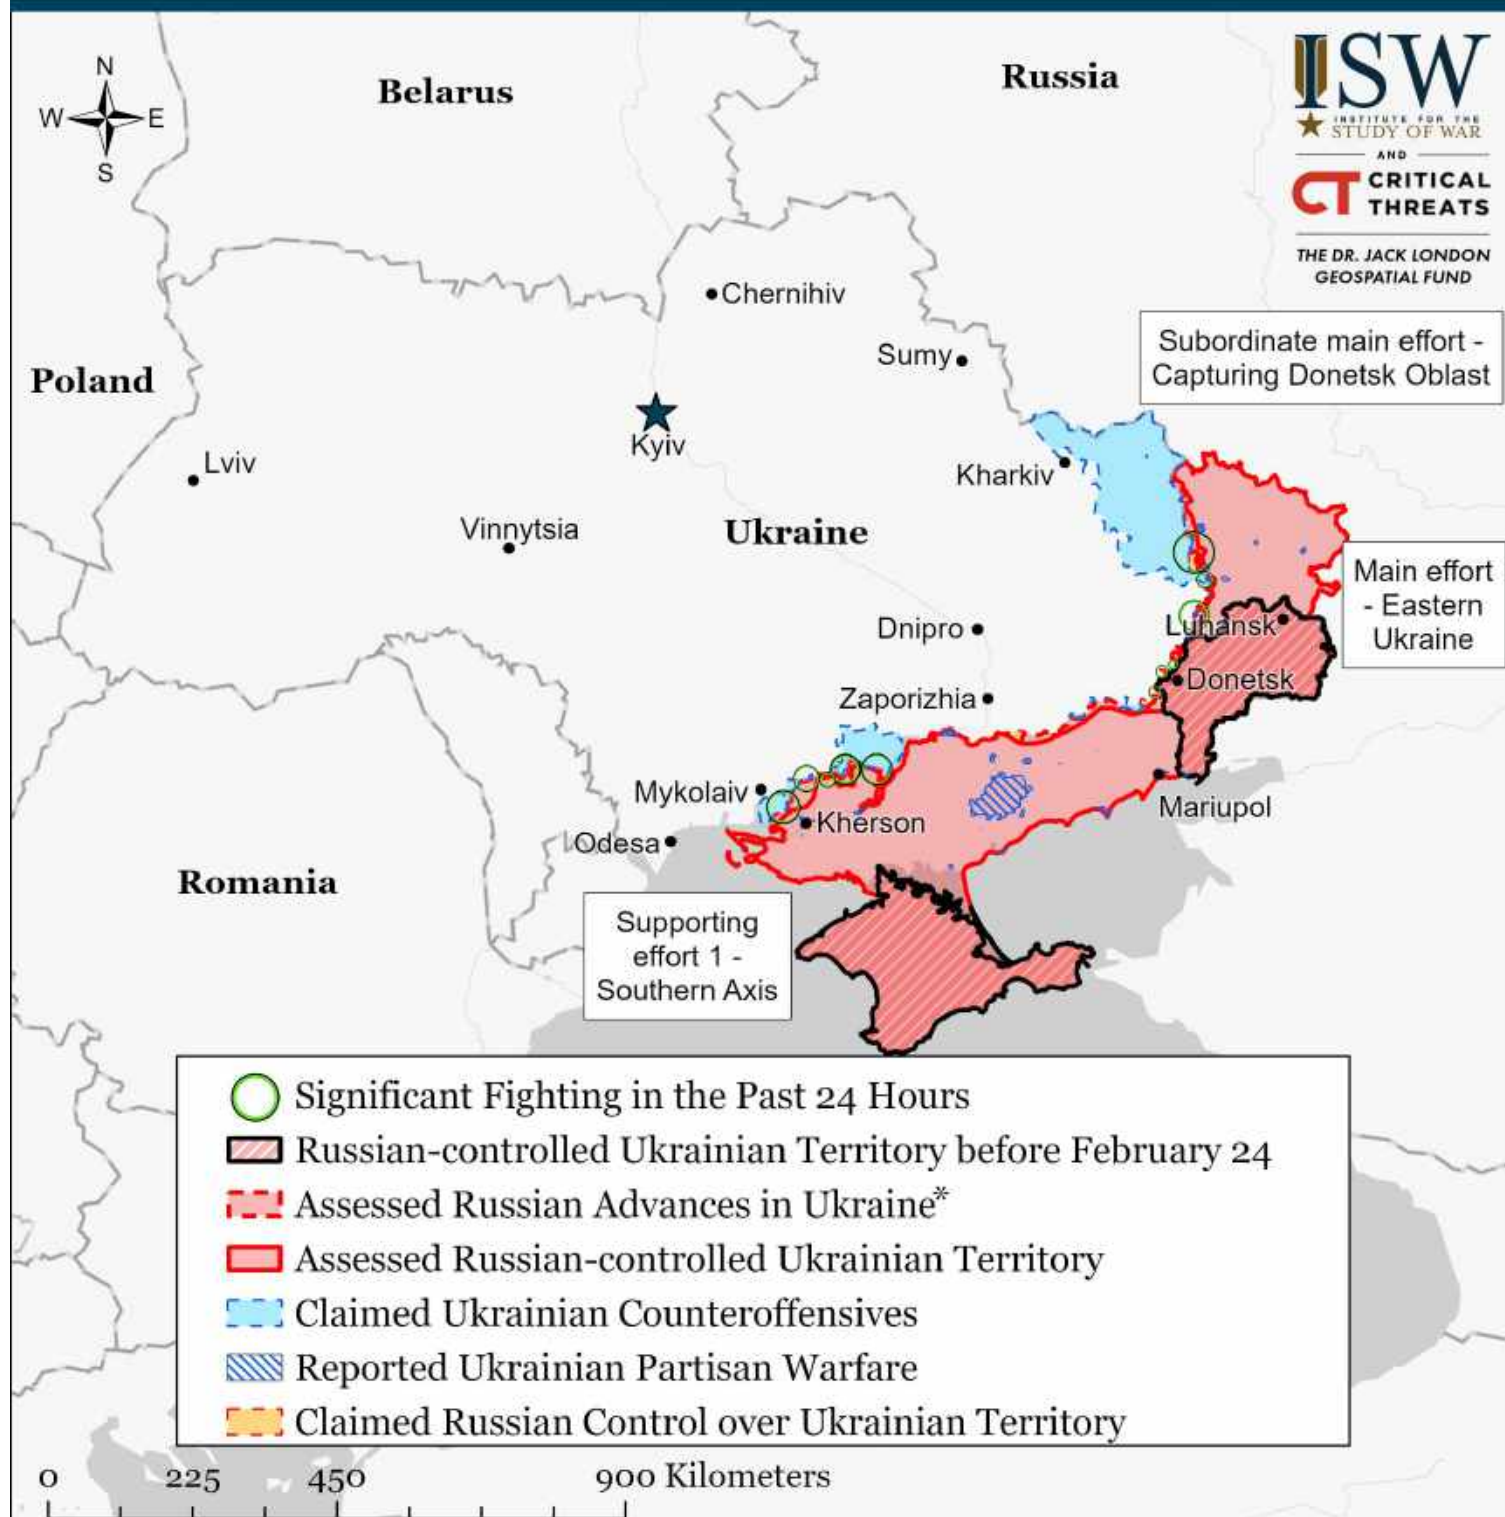 N
W E
S
Belarus
Russia
ISW
INSTITUTE FOR THE
STUDY OF WAR
AND
CT CRITICAL
THREATS
THE DR. JACK LONDON
GEOSPATIAL FUND
Chernihiv
Subordinate main effort -
Capturing Donetsk Oblast
Sumy
Poland
Kyiv
Lviv
Kharkiv
Vinnytsia
Ukraine
Main effort
- Eastern
Ukraine
Dnipro
Luhansk
Donetsk
Zaporizhia
Mykolaiv
Mariupol
Kherson
Odesa
Romania
Supporting
effort 1 -
Southern Axis
Significant Fighting in the Past 24 Hours
Russian-controlled Ukrainian Territory before February 24
Assessed Russian Advances in Ukraine*
Assessed Russian-controlled Ukrainian Territory
Claimed Ukrainian Counteroffensives
Reported Ukrainian Partisan Warfare
Claimed Russian Control over Ukrainian Territory
0 225 450 900 Kilometers